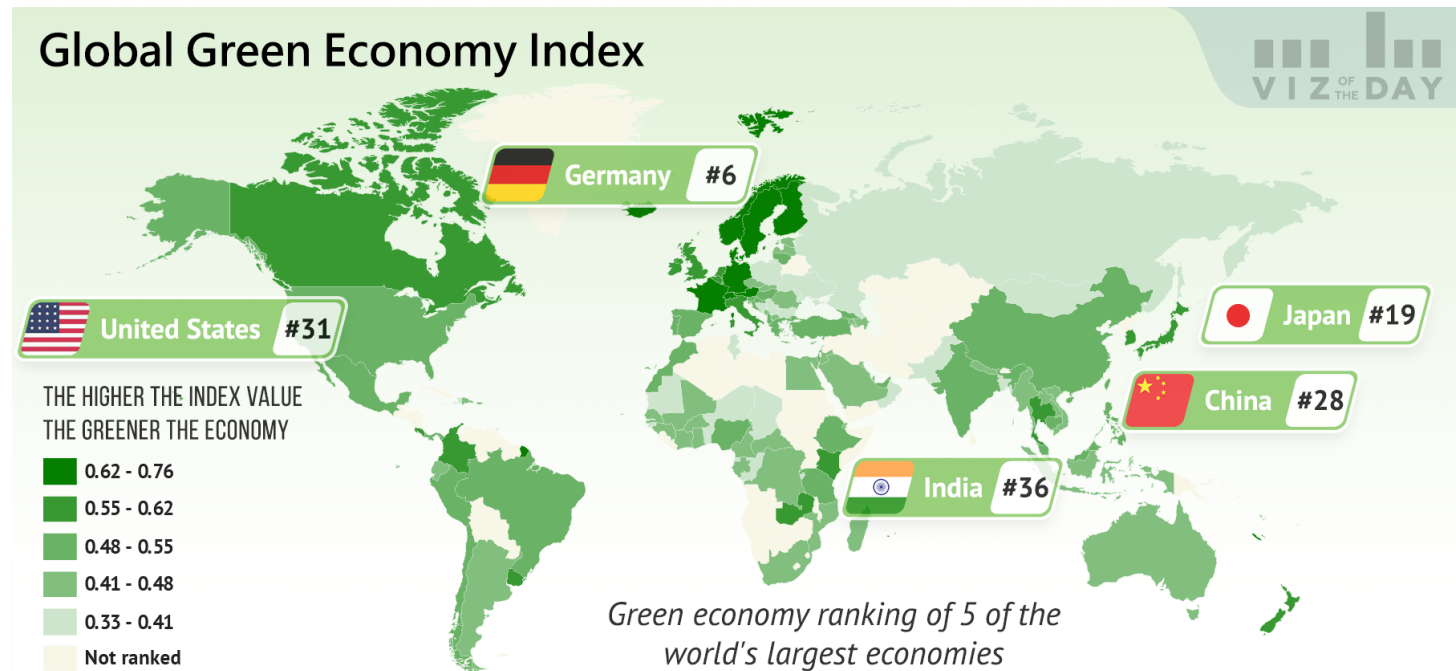 Global Green Economy Index
VIZ OF THE DAY
Germany #6
United States #31
Japan #19
China #28
India #36
THE HIGHER THE INDEX VALUE
THE GREENER THE ECONOMY
0.62 - 0.76
0.55 - 0.62
0.48 - 0.55
0.41 - 0.48
0.33 - 0.41
Not ranked
Green economy ranking of 5 of the
world's largest economies